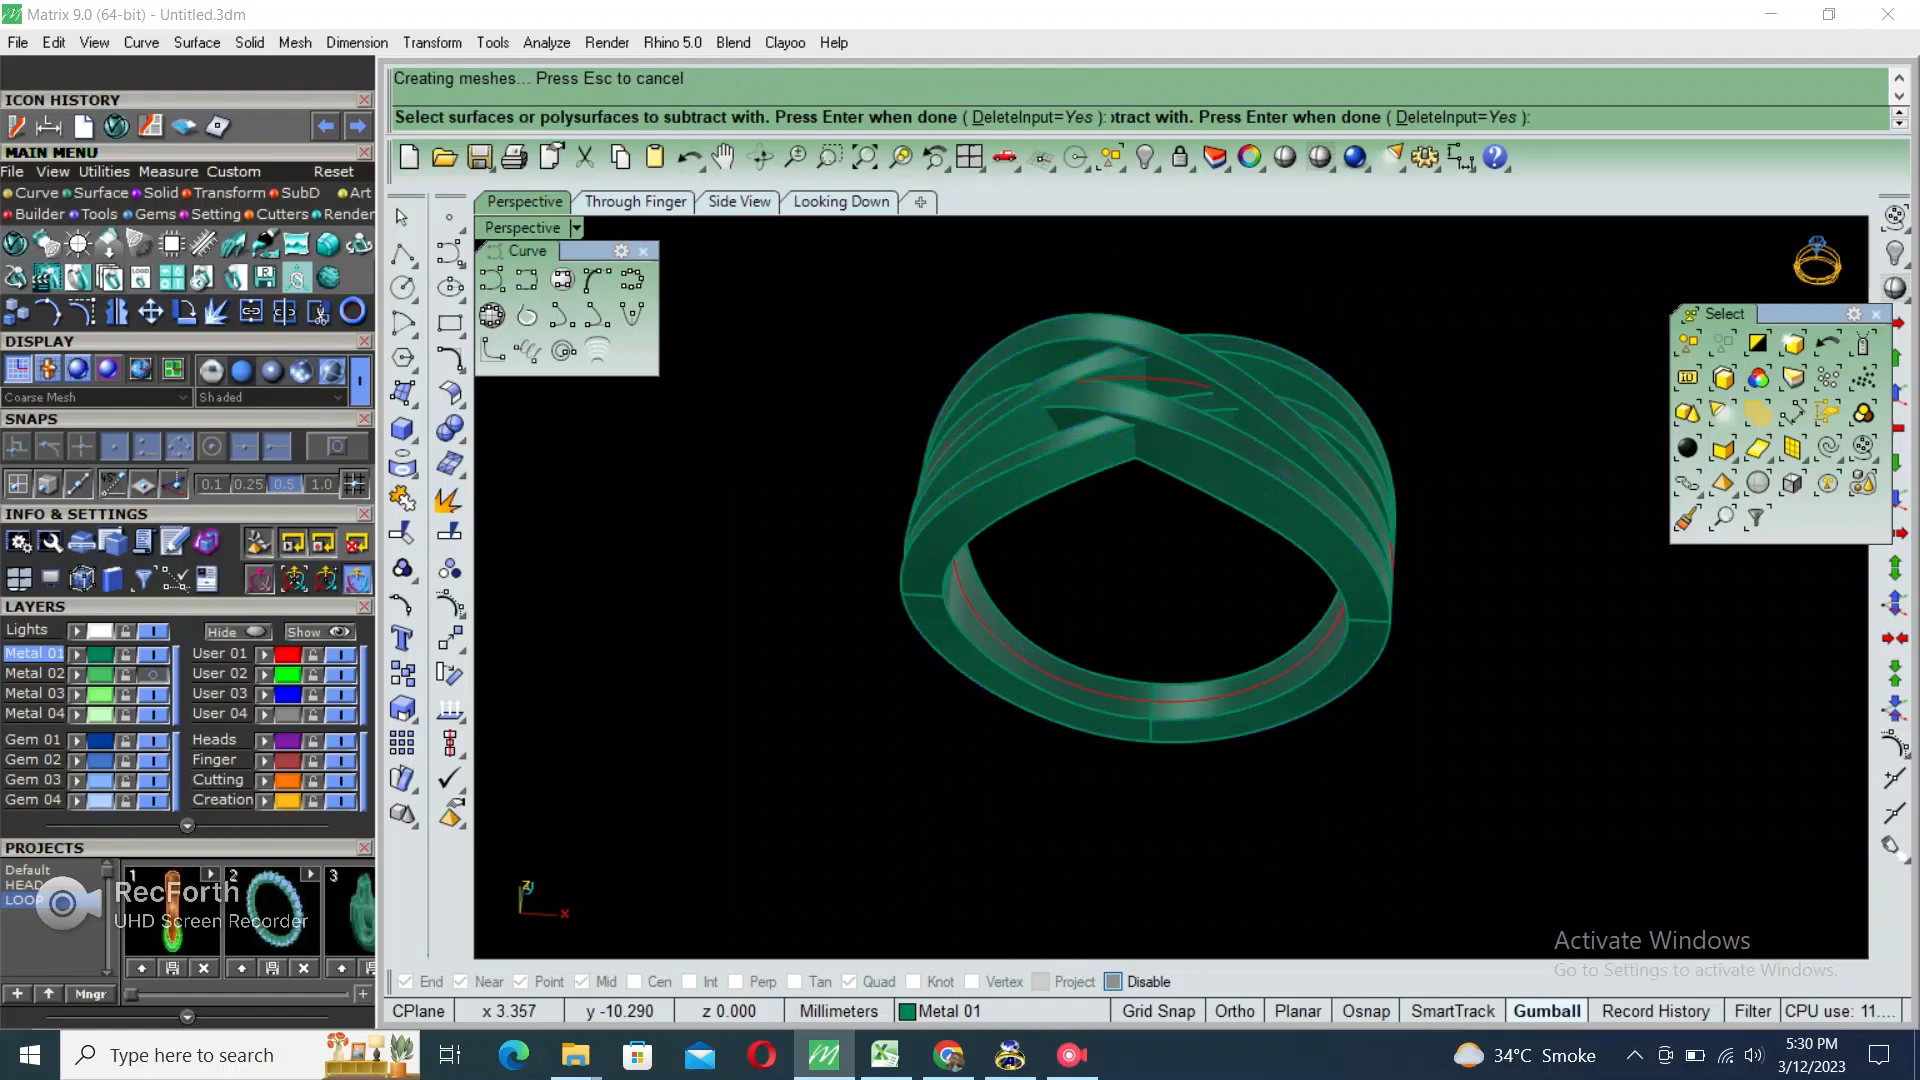 Matrix 9.0 (64-bit) - Untitled.3dm
File Edit View Curve Surface Solid Mesh Dimension Transform Tools Analyze Render Rhino 5.0 Blend Clayoo Help
Creating meshes... Press Esc to cancel
Select surfaces or polysurfaces to subtract with. Press Enter when done ( DeleteInput=Yes ): tract with. Press Enter when done ( DeleteInput=Yes ):
ICON HISTORY
MAIN MENU
File View Utilities Measure Custom Reset
Curve Surface Solid Transform SubD Art
Builder Tools Gems Setting Cutters Render
DISPLAY
Coarse Mesh Shaded
SNAPS
0.1 0.25 0.5 1.0
INFO & SETTINGS
LAYERS
Lights Hide Show
Metal 01 User 01
Metal 02 User 02
Metal 03 User 03
Metal 04 User 04
Gem 01 Heads
Gem 02 Finger
Gem 03 Cutting
Gem 04 Creation
PROJECTS
Default
HEAD
LOOP
1 2 3
RecForth
UHD Screen Recorder
Mngr
Perspective Through Finger Side View Looking Down
Perspective
Curve
Select
ID
z
x
Activate Windows
Go to Settings to activate Windows.
End Near Point Mid Cen Int Perp Tan Quad Knot Vertex Project Disable
CPlane x 3.357 y -10.290 z 0.000 Millimeters Metal 01 Grid Snap Ortho Planar Osnap SmartTrack Gumball Record History Filter CPU use: 11....
Type here to search
34°C Smoke
5:30 PM
3/12/2023